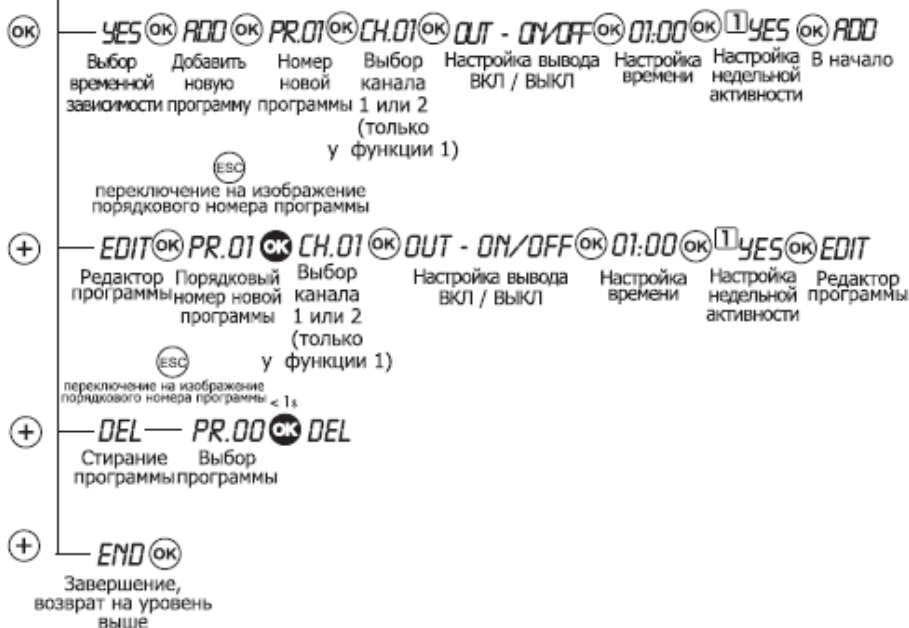 OK YES OK ADD OK PR.01 OK CH.01 OK OUT - ON/OFF OK 01:00 OK 1 YES OK ADD
Выбор временной зависимости
Добавить новую программу
Номер новой программы
Выбор канала 1 или 2 (только у функции 1)
Настройка вывода ВКЛ / ВЫКЛ
Настройка времени
Настройка недельной активности
В начало
ESC
переключение на изображение
порядкового номера программы
+ EDIT OK PR.01 OK CH.01 OK OUT - ON/OFF OK 01:00 OK 1 YES OK EDIT
Редактор программы
Порядковый номер новой программы
Выбор канала 1 или 2 (только у функции 1)
Настройка вывода ВКЛ / ВЫКЛ
Настройка времени
Настройка недельной активности
Редактор программы
ESC
переключение на изображение
порядкового номера программы < 1s
+ DEL PR.00 OK DEL
Стирание программы
Выбор программы
+ END OK
Завершение,
возврат на уровень
выше